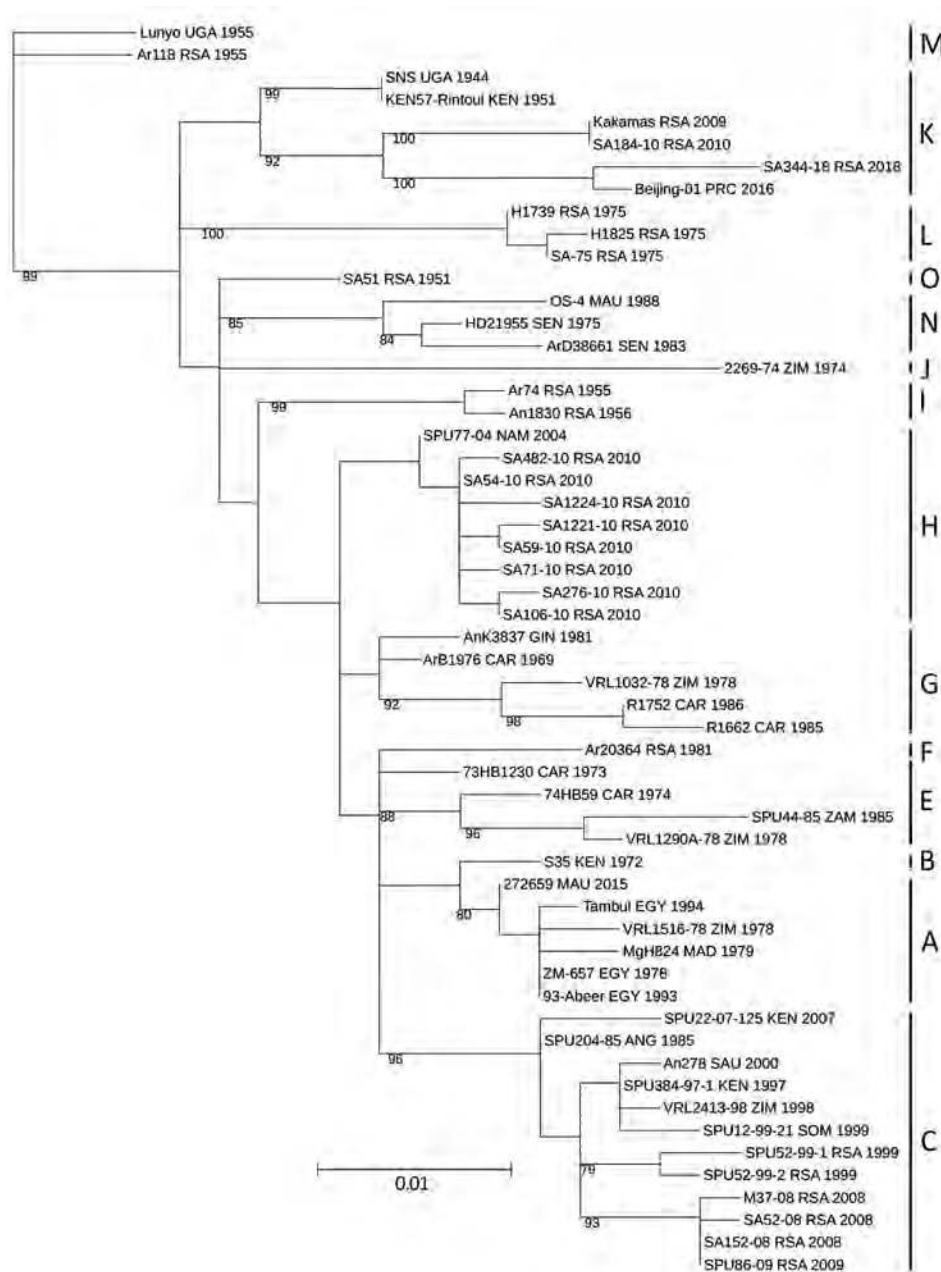 Lunyo UGA 1955
Ar118 RSA 1955
M
SNS UGA 1944
99
KEN57-Rintoul KEN 1951
Kakamas RSA 2009
100
K
SA184-10 RSA 2010
92
SA344-18 RSA 2018
100
Beijing-01 PRC 2016
H1739 RSA 1975
100
H1825 RSA 1975
L
SA-75 RSA 1975
99
SA51 RSA 1951
O
OS-4 MAU 1988
85
HD21955 SEN 1975
N
84
ArD38661 SEN 1983
2269-74 ZIM 1974
J
Ar74 RSA 1955
99
I
An1830 RSA 1956
SPU77-04 NAM 2004
SA482-10 RSA 2010
SA54-10 RSA 2010
SA1224-10 RSA 2010
SA1221-10 RSA 2010
H
SA59-10 RSA 2010
SA71-10 RSA 2010
SA276-10 RSA 2010
SA106-10 RSA 2010
AnK3837 GIN 1981
ArB1976 CAR 1969
VRL1032-78 ZIM 1978
G
92
R1752 CAR 1986
98
R1662 CAR 1985
Ar20364 RSA 1981
F
73HB1230 CAR 1973
74HB59 CAR 1974
E
88
SPU44-85 ZAM 1985
96
VRL1290A-78 ZIM 1978
S35 KEN 1972
B
272659 MAU 2015
80
Tambul EGY 1994
VRL1516-78 ZIM 1978
A
MgH824 MAD 1979
ZM-657 EGY 1978
93-Abeer EGY 1993
SPU22-07-125 KEN 2007
SPU204-85 ANG 1985
96
An278 SAU 2000
SPU384-97-1 KEN 1997
VRL2413-98 ZIM 1998
SPU12-99-21 SOM 1999
C
SPU52-99-1 RSA 1999
79
SPU52-99-2 RSA 1999
0.01
M37-08 RSA 2008
93
SA52-08 RSA 2008
SA152-08 RSA 2008
SPU86-09 RSA 2009